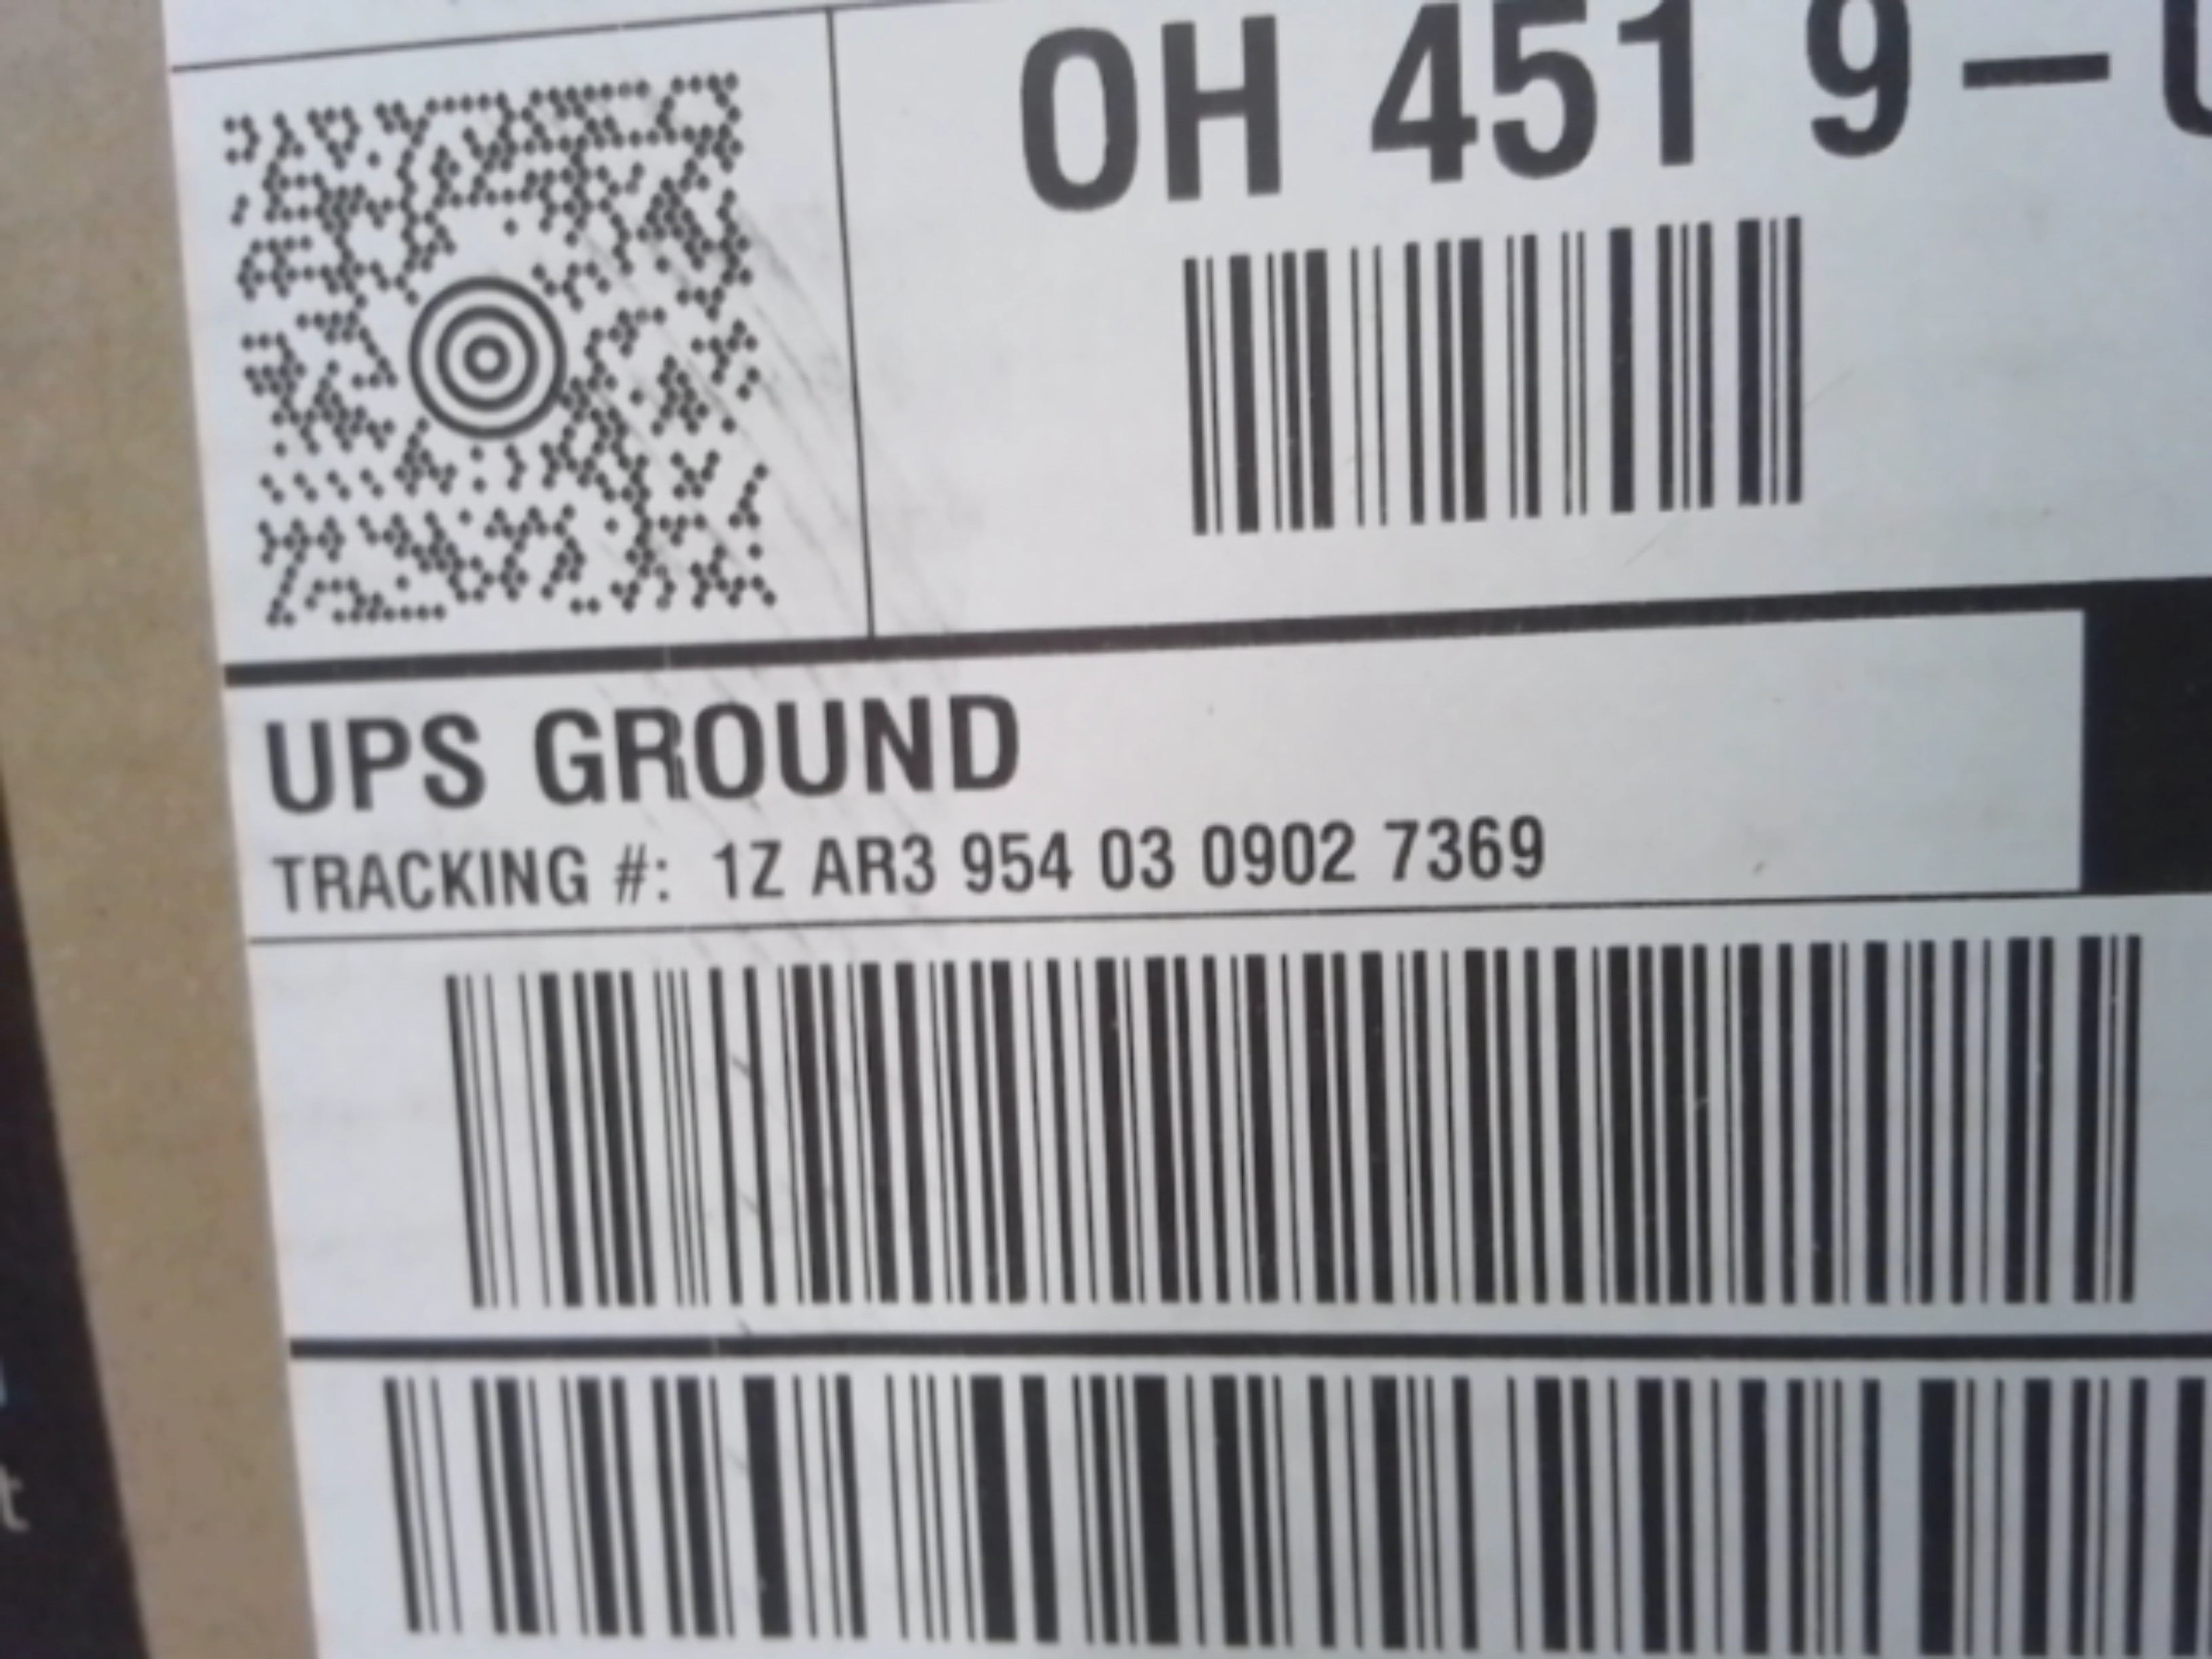 OH 451 9-
UPS GROUND
TRACKING #: 1Z AR3 954 03 0902 7369
t